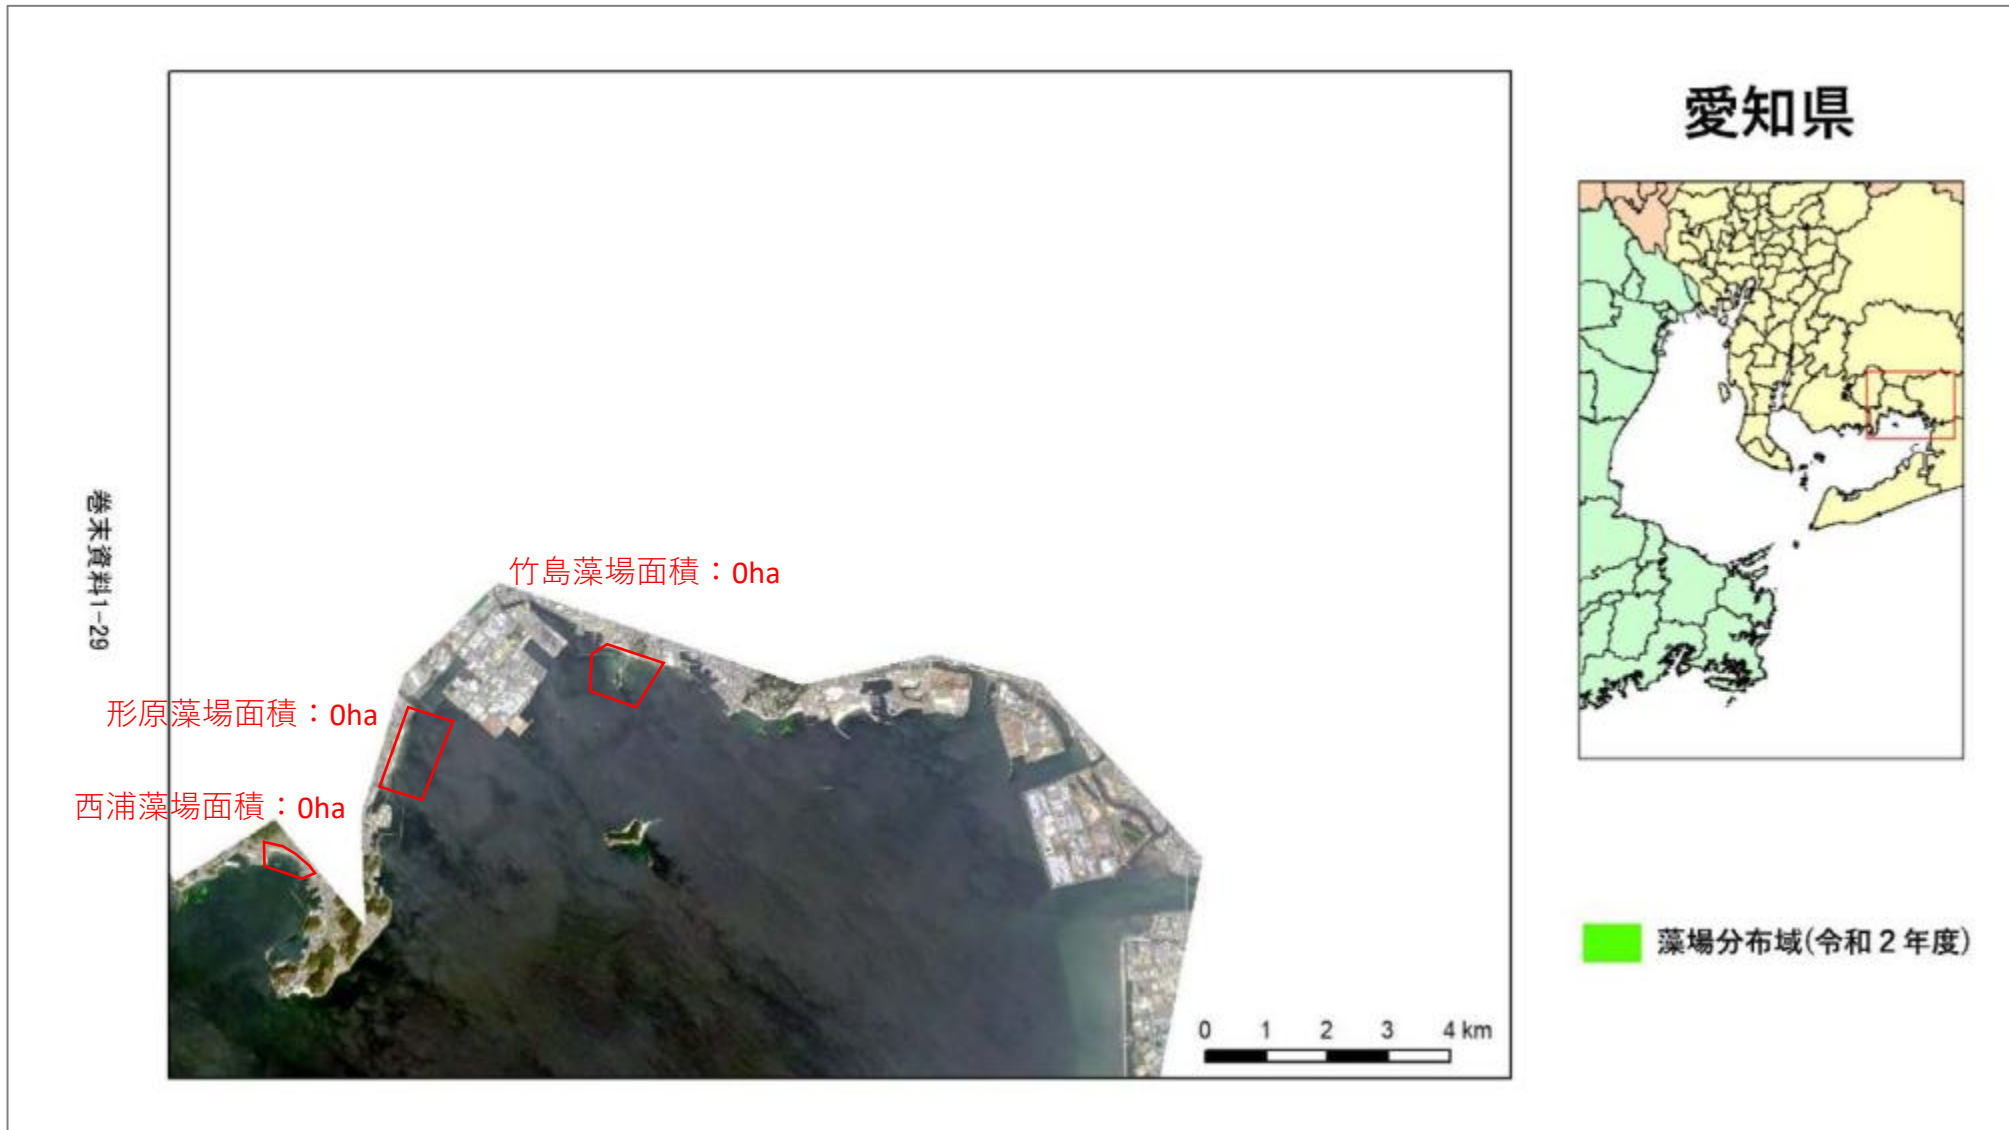 愛知県
竹島藻場面積：0ha
形原藻場面積：0ha
西浦藻場面積：0ha
巻末資料1-29
藻場分布域(令和２年度)
0 1 2 3 4 km